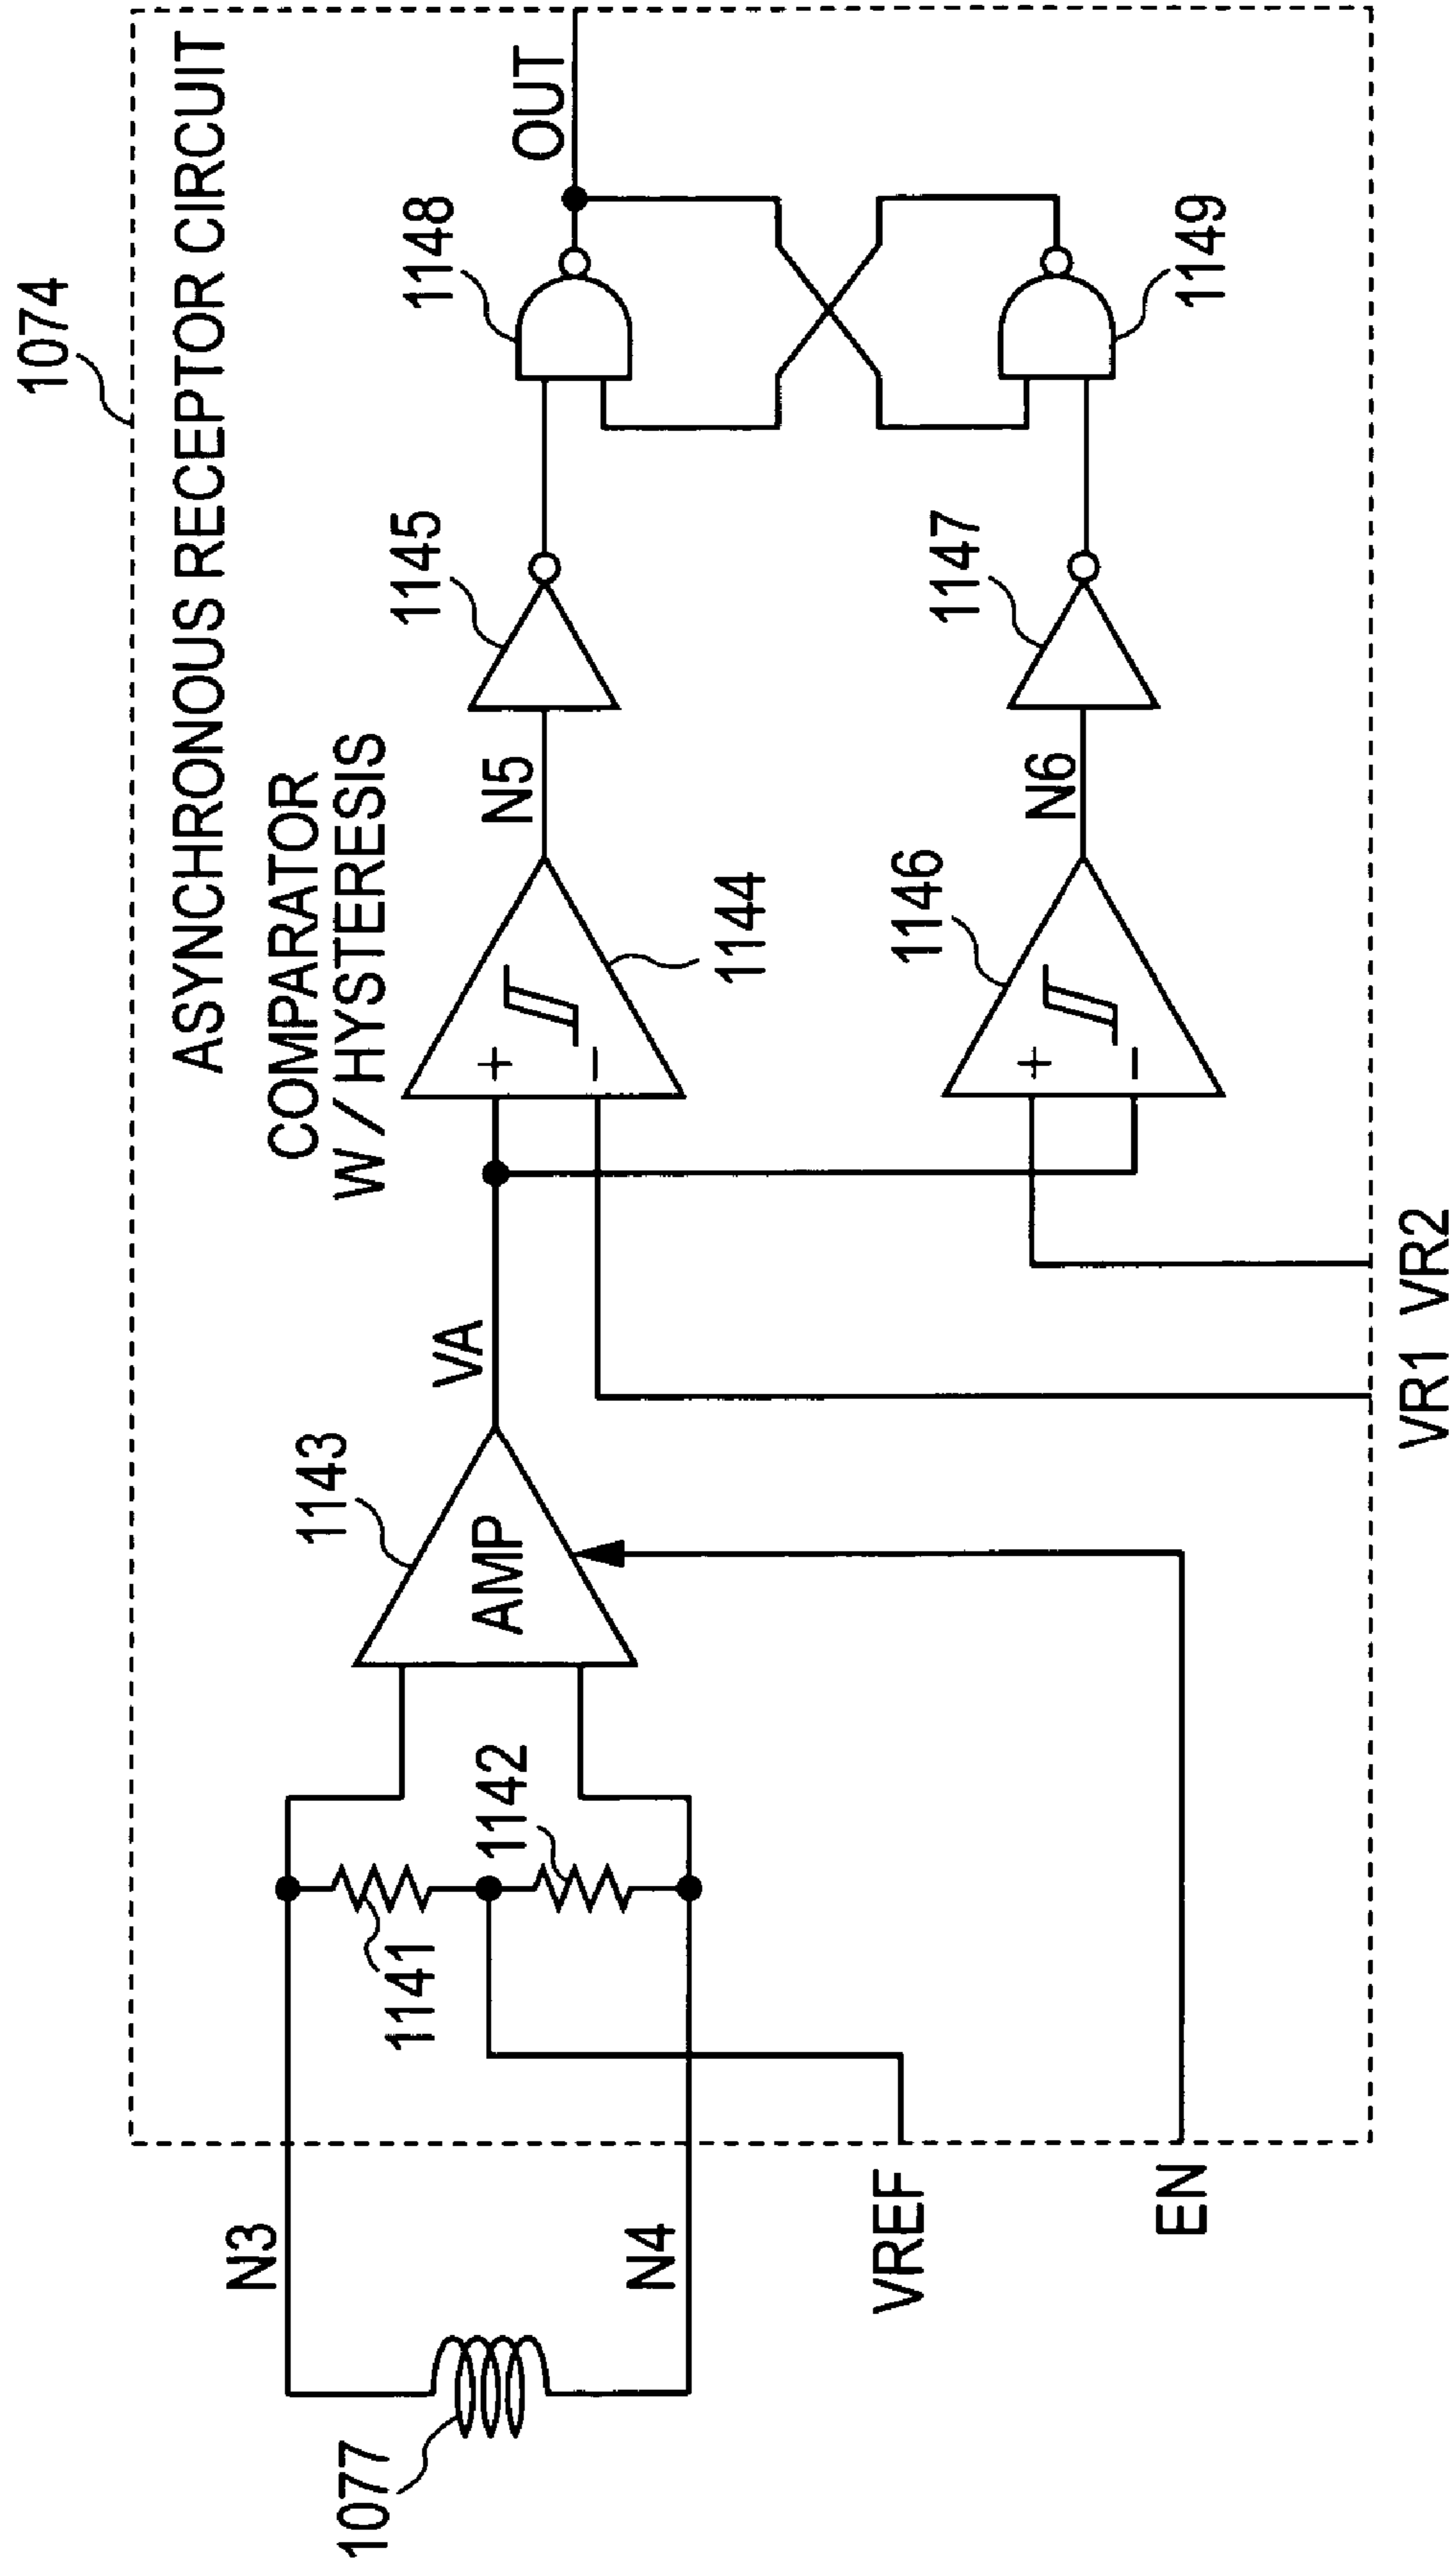 1074
ASYNCHRONOUS RECEPTOR CIRCUIT
COMPARATOR
W / HYSTERESIS
1077
N3
N4
1141
1142
VREF
EN
1143
AMP
VA
VR1 VR2
+
−
1144
N5
1145
+
−
1146
N6
1147
1148
1149
OUT